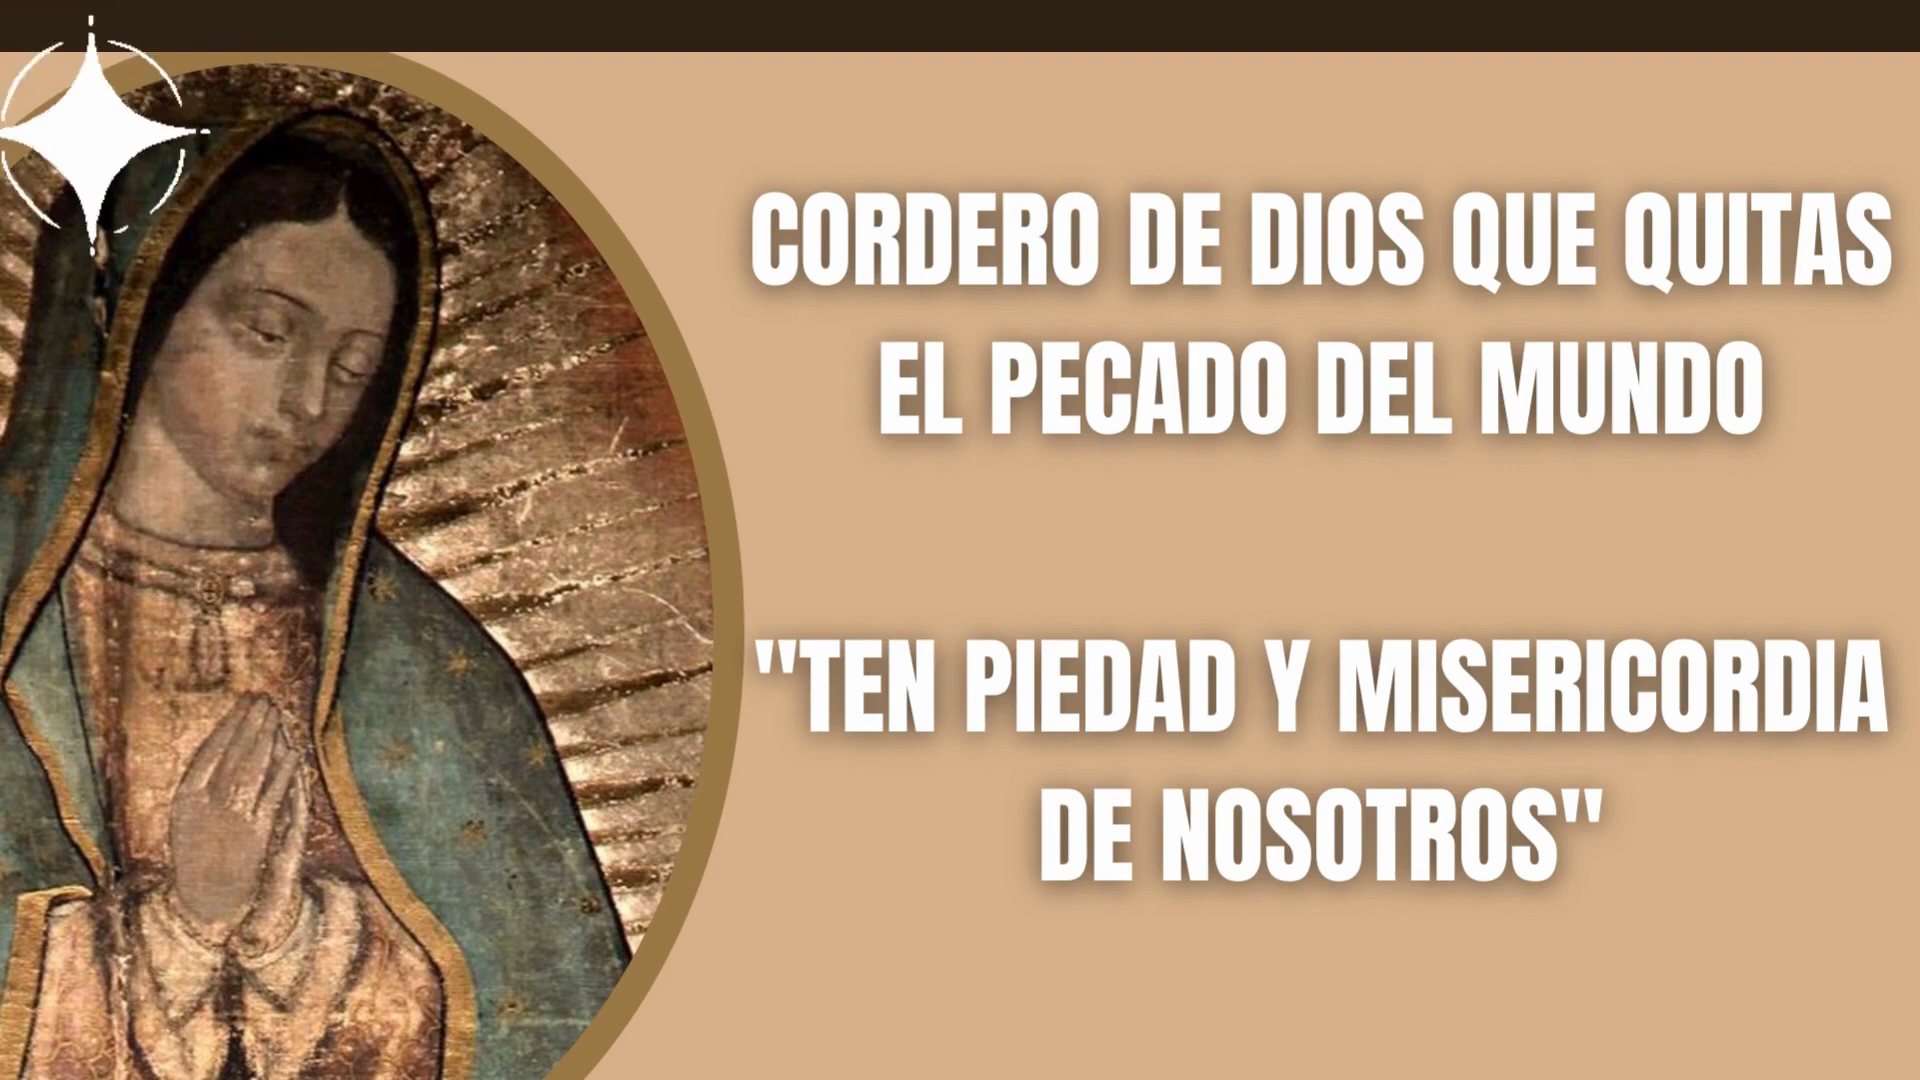 CORDERO DE DIOS QUE QUITAS
EL PECADO DEL MUNDO
"TEN PIEDAD Y MISERICORDIA
DE NOSOTROS"